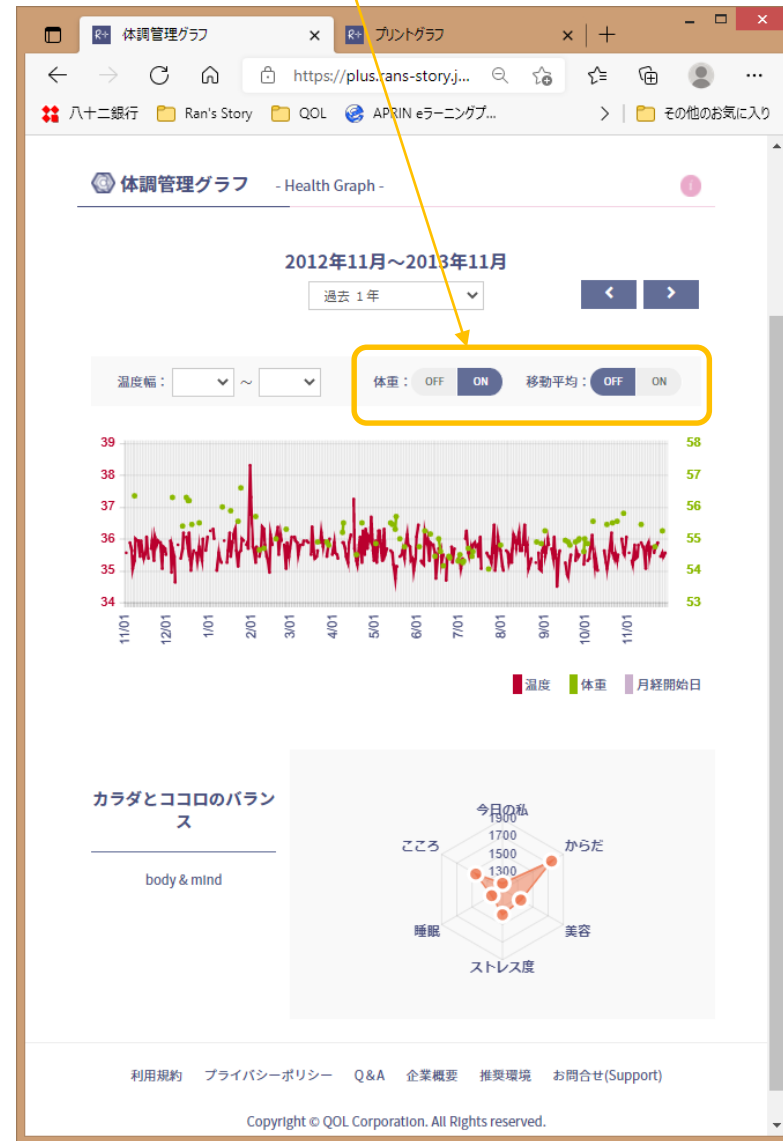 R+ 体調管理グラフ × R+ プリントグラフ × +
https://plus.rans-story.j...
八十二銀行 Ran's Story QOL APRIN eラーニングプ... その他のお気に入り
体調管理グラフ - Health Graph -
2012年11月～2013年11月
過去 1年
温度幅： ～ 体重： OFF ON 移動平均： OFF ON
39 58
38 57
37 56
36 55
35 54
34 53
11/01 12/01 1/01 2/01 3/01 4/01 5/01 6/01 7/01 8/01 9/01 10/01 11/01
温度 体重 月経開始日
カラダとココロのバランス
body & mind
今日の私
1900
1700
こころ からだ
1500
1300
睡眠 美容
ストレス度
利用規約 プライバシーポリシー Q&A 企業概要 推奨環境 お問合せ(Support)
Copyright © QOL Corporation. All Rights reserved.